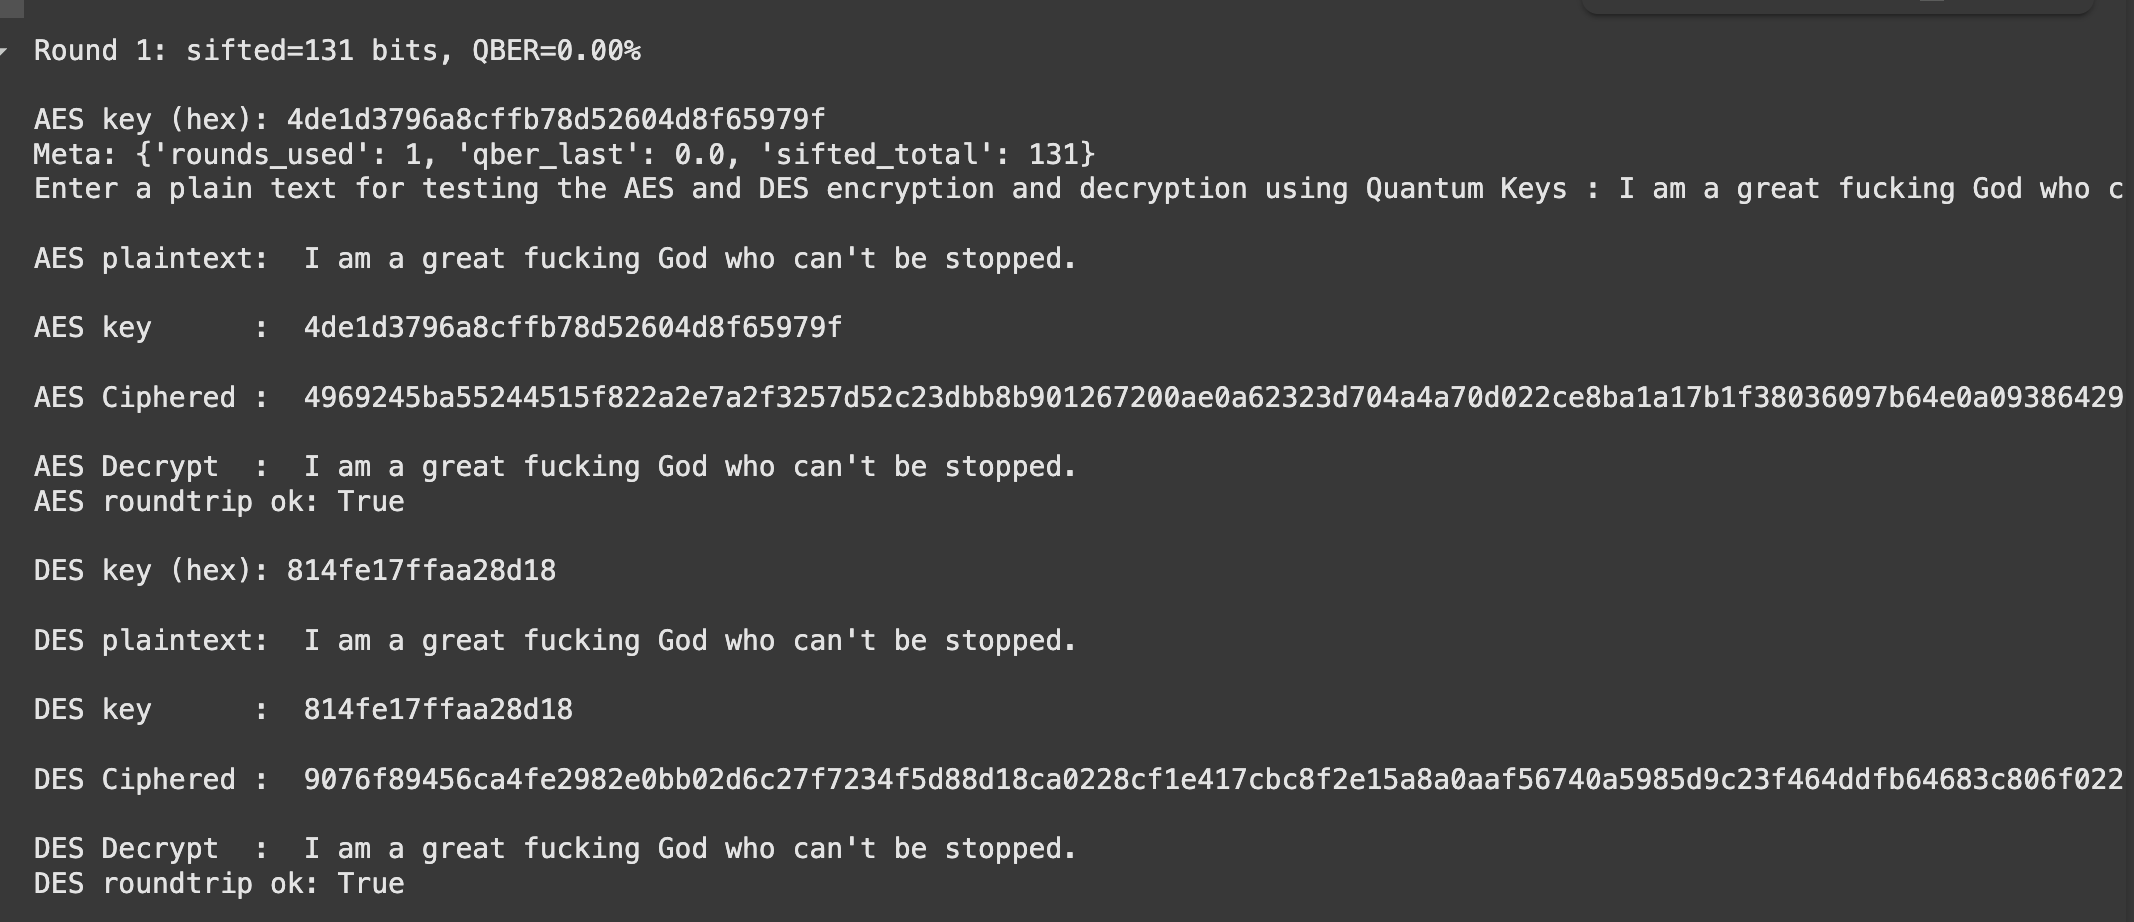 Round 1: sifted=131 bits, QBER=0.00%
AES key (hex): 4de1d3796a8cffb78d52604d8f65979f
Meta: {'rounds_used': 1, 'qber_last': 0.0, 'sifted_total': 131}
Enter a plain text for testing the AES and DES encryption and decryption using Quantum Keys : I am a great fucking God who c
AES plaintext:  I am a great fucking God who can't be stopped.
AES key      :  4de1d3796a8cffb78d52604d8f65979f
AES Ciphered :  4969245ba55244515f822a2e7a2f3257d52c23dbb8b901267200ae0a62323d704a4a70d022ce8ba1a17b1f38036097b64e0a09386429
AES Decrypt  :  I am a great fucking God who can't be stopped.
AES roundtrip ok: True
DES key (hex): 814fe17ffaa28d18
DES plaintext:  I am a great fucking God who can't be stopped.
DES key      :  814fe17ffaa28d18
DES Ciphered :  9076f89456ca4fe2982e0bb02d6c27f7234f5d88d18ca0228cf1e417cbc8f2e15a8a0aaf56740a5985d9c23f464ddfb64683c806f022
DES Decrypt  :  I am a great fucking God who can't be stopped.
DES roundtrip ok: True